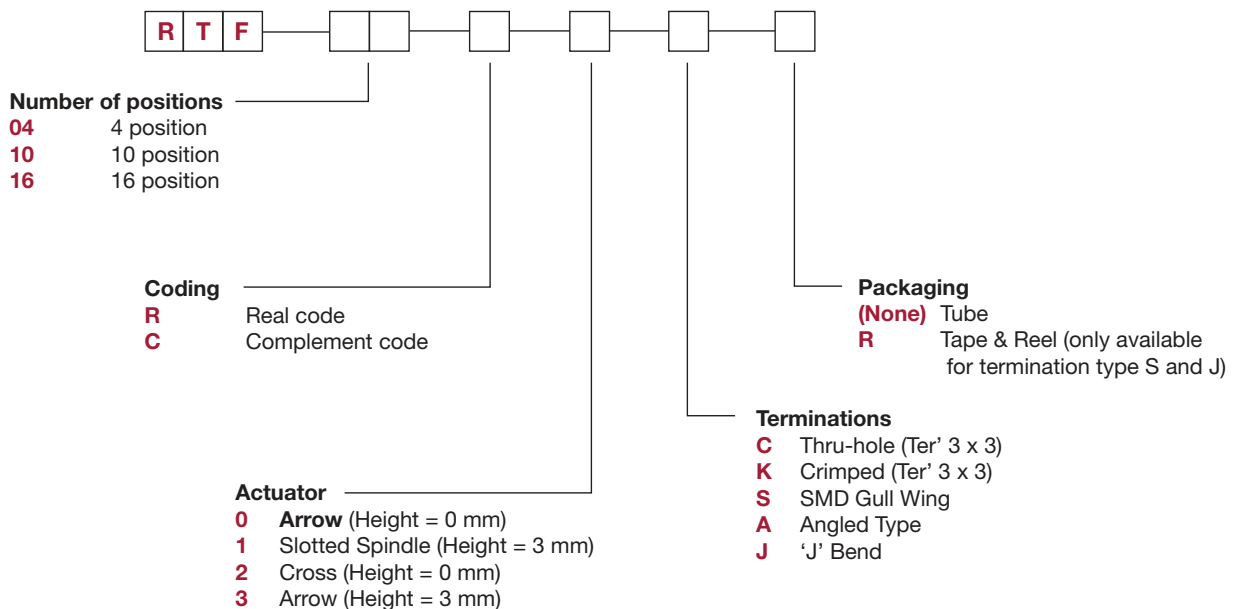 R T F
Number of positions
04 4 position
10 10 position
16 16 position
Coding
R Real code
C Complement code
Actuator
0 Arrow (Height = 0 mm)
1 Slotted Spindle (Height = 3 mm)
2 Cross (Height = 0 mm)
3 Arrow (Height = 3 mm)
Terminations
C Thru-hole (Ter’ 3 x 3)
K Crimped (Ter’ 3 x 3)
S SMD Gull Wing
A Angled Type
J ‘J’ Bend
Packaging
(None) Tube
R Tape & Reel (only available
for termination type S and J)